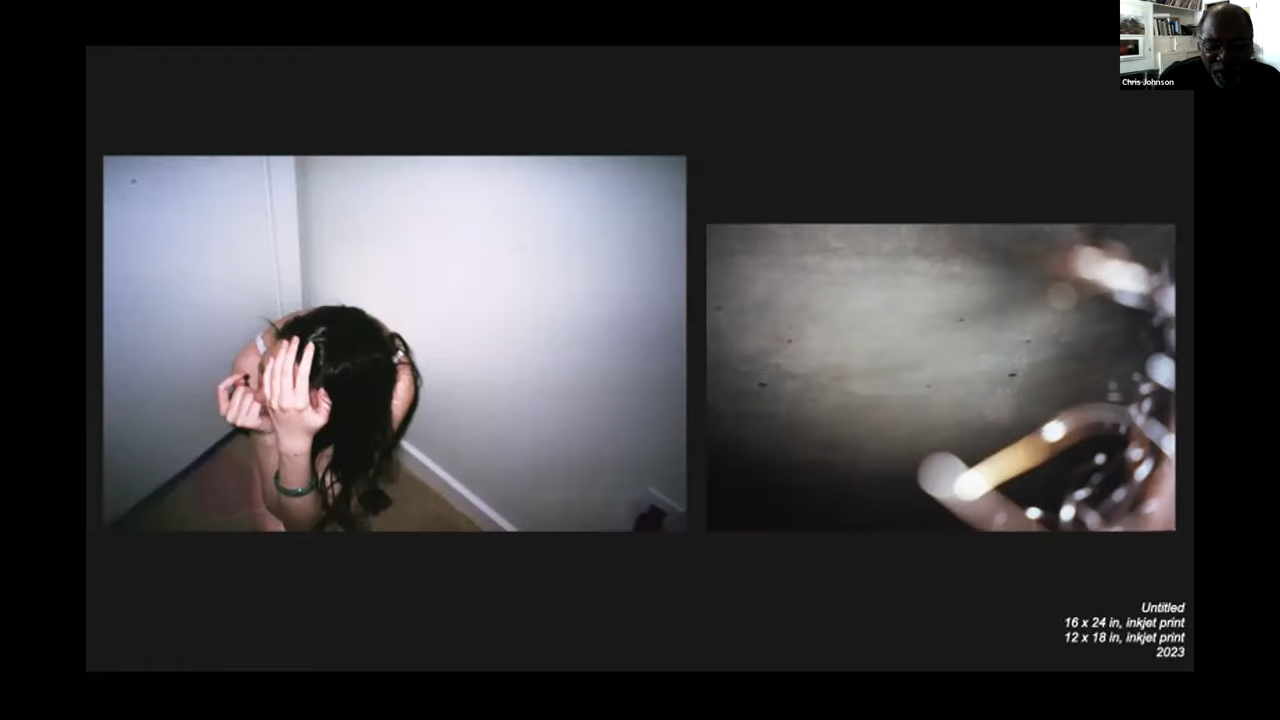 Chris Johnson
Untitled
16 x 24 in, inkjet print
12 x 18 in, inkjet print
2023